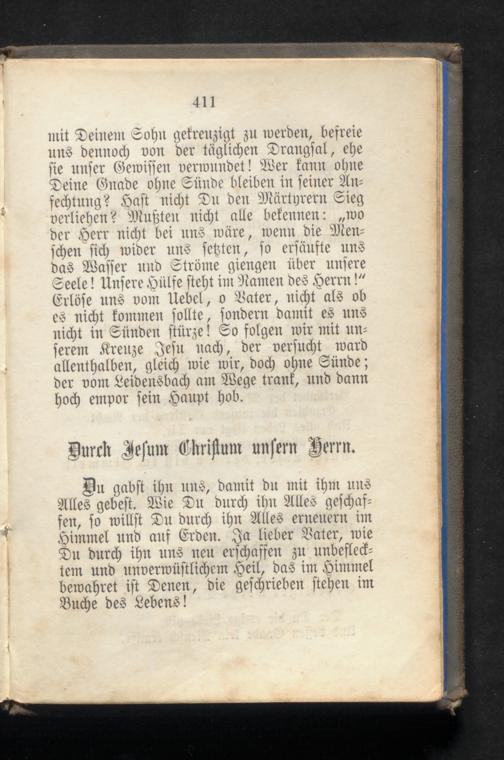 411
mit Deinem Sohn gekreuzigt zu werden, befreie
uns dennoch von der täglichen Drangsal, ehe
sie unser Gewissen verwundet! Wer kann ohne
Deine Gnade ohne Sünde bleiben in seiner An-
fechtung? Hast nicht Du den Märtyrern Sieg
verliehen? Mußten nicht alle bekennen: „wo
der Herr nicht bei uns wäre, wenn die Men-
schen sich wider uns setzten, so ersäufte uns
das Wasser und Ströme giengen über unsere
Seele! Unsere Hülfe steht im Namen des Herrn!“
Erlöse uns vom Uebel, o Vater, nicht als ob
es nicht kommen sollte, sondern damit es uns
nicht in Sünden stürze! So folgen wir mit un-
serem Kreuze Jesu nach, der versucht ward
allenthalben, gleich wie wir, doch ohne Sünde;
der vom Leidensbach am Wege trank, und dann
hoch empor sein Haupt hob.
Durch Jesum Christum unsern Herrn.
Du gabst ihn uns, damit du mit ihm uns
Alles gebest. Wie Du durch ihn Alles geschaf-
fen, so willst Du durch ihn Alles erneuern im
Himmel und auf Erden. Ja lieber Vater, wie
Du durch ihn uns neu erschaffen zu unbefleck-
tem und unverwüstlichem Heil, das im Himmel
bewahret ist Denen, die geschrieben stehen im
Buche des Lebens!